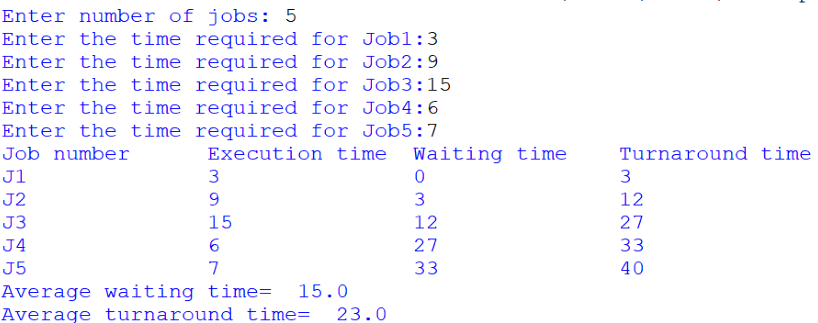 Enter number of jobs: 5
Enter the time required for Job1:3
Enter the time required for Job2:9
Enter the time required for Job3:15
Enter the time required for Job4:6
Enter the time required for Job5:7
Job number Execution time Waiting time Turnaround time
J1 3 0 3
J2 9 3 12
J3 15 12 27
J4 6 27 33
J5 7 33 40
Average waiting time= 15.0
Average turnaround time= 23.0